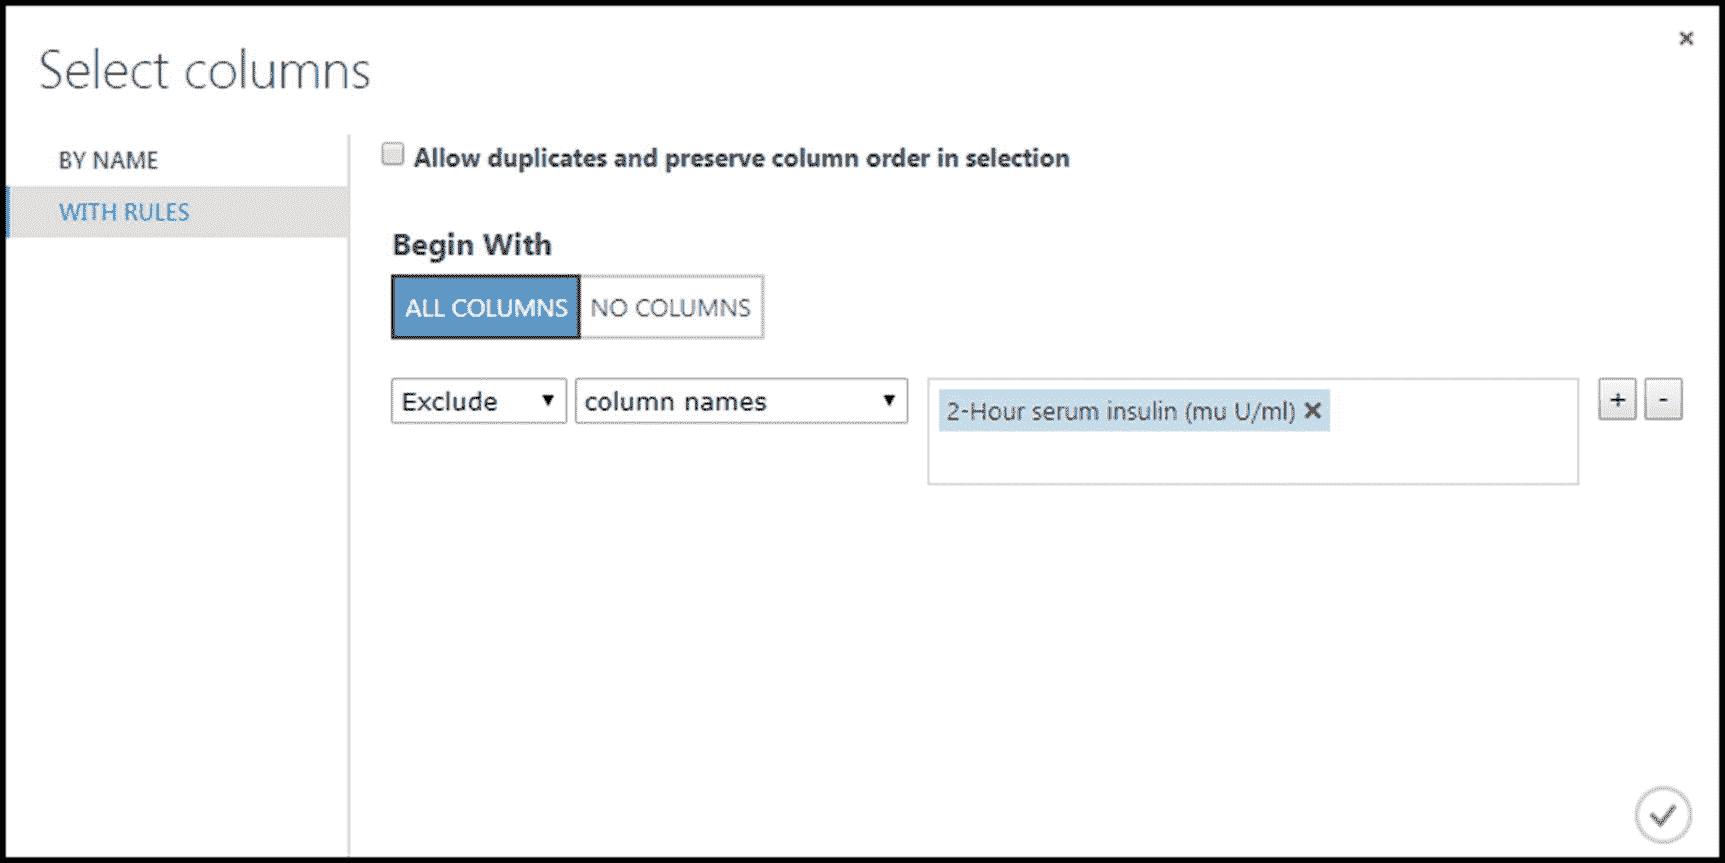 Select columns
BY NAME
WITH RULES
Allow duplicates and preserve column order in selection
Begin With
ALL COLUMNS NO COLUMNS
Exclude column names 2-Hour serum insulin (mu U/ml) + -